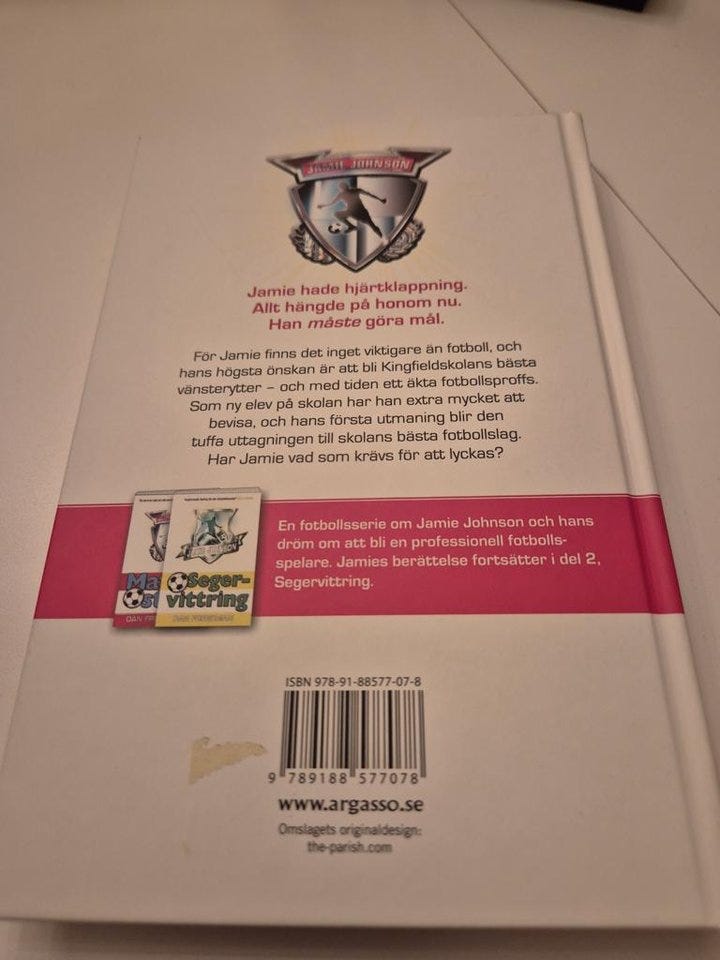 JAMIE JOHNSON
Jamie hade hjärtklappning.
Allt hängde på honom nu.
Han måste göra mål.
För Jamie finns det inget viktigare än fotboll, och
hans högsta önskan är att bli Kingfieldskolans bästa
vänsterytter – och med tiden ett äkta fotbollsproffs.
Som ny elev på skolan har han extra mycket att
bevisa, och hans första utmaning blir den
tuffa uttagningen till skolans bästa fotbollslag.
Har Jamie vad som krävs för att lyckas?
Seger-
vittring
En fotbollsserie om Jamie Johnson och hans
dröm om att bli en professionell fotbolls-
spelare. Jamies berättelse fortsätter i del 2,
Segervittring.
ISBN 978-91-88577-07-8
9 789188 577078
www.argasso.se
Omslagets originaldesign:
the-parish.com